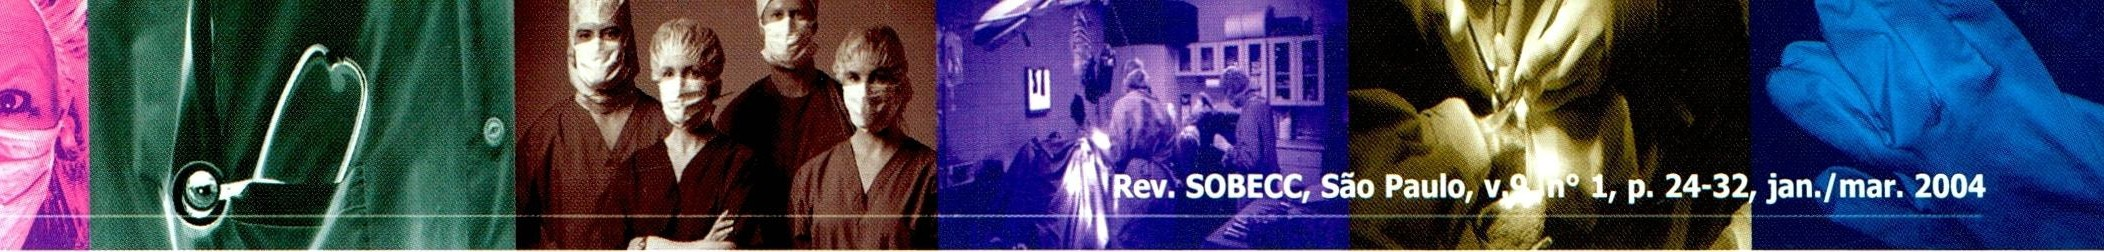 Rev. SOBECC, São Paulo, v.9, n° 1, p. 24-32, jan./mar. 2004